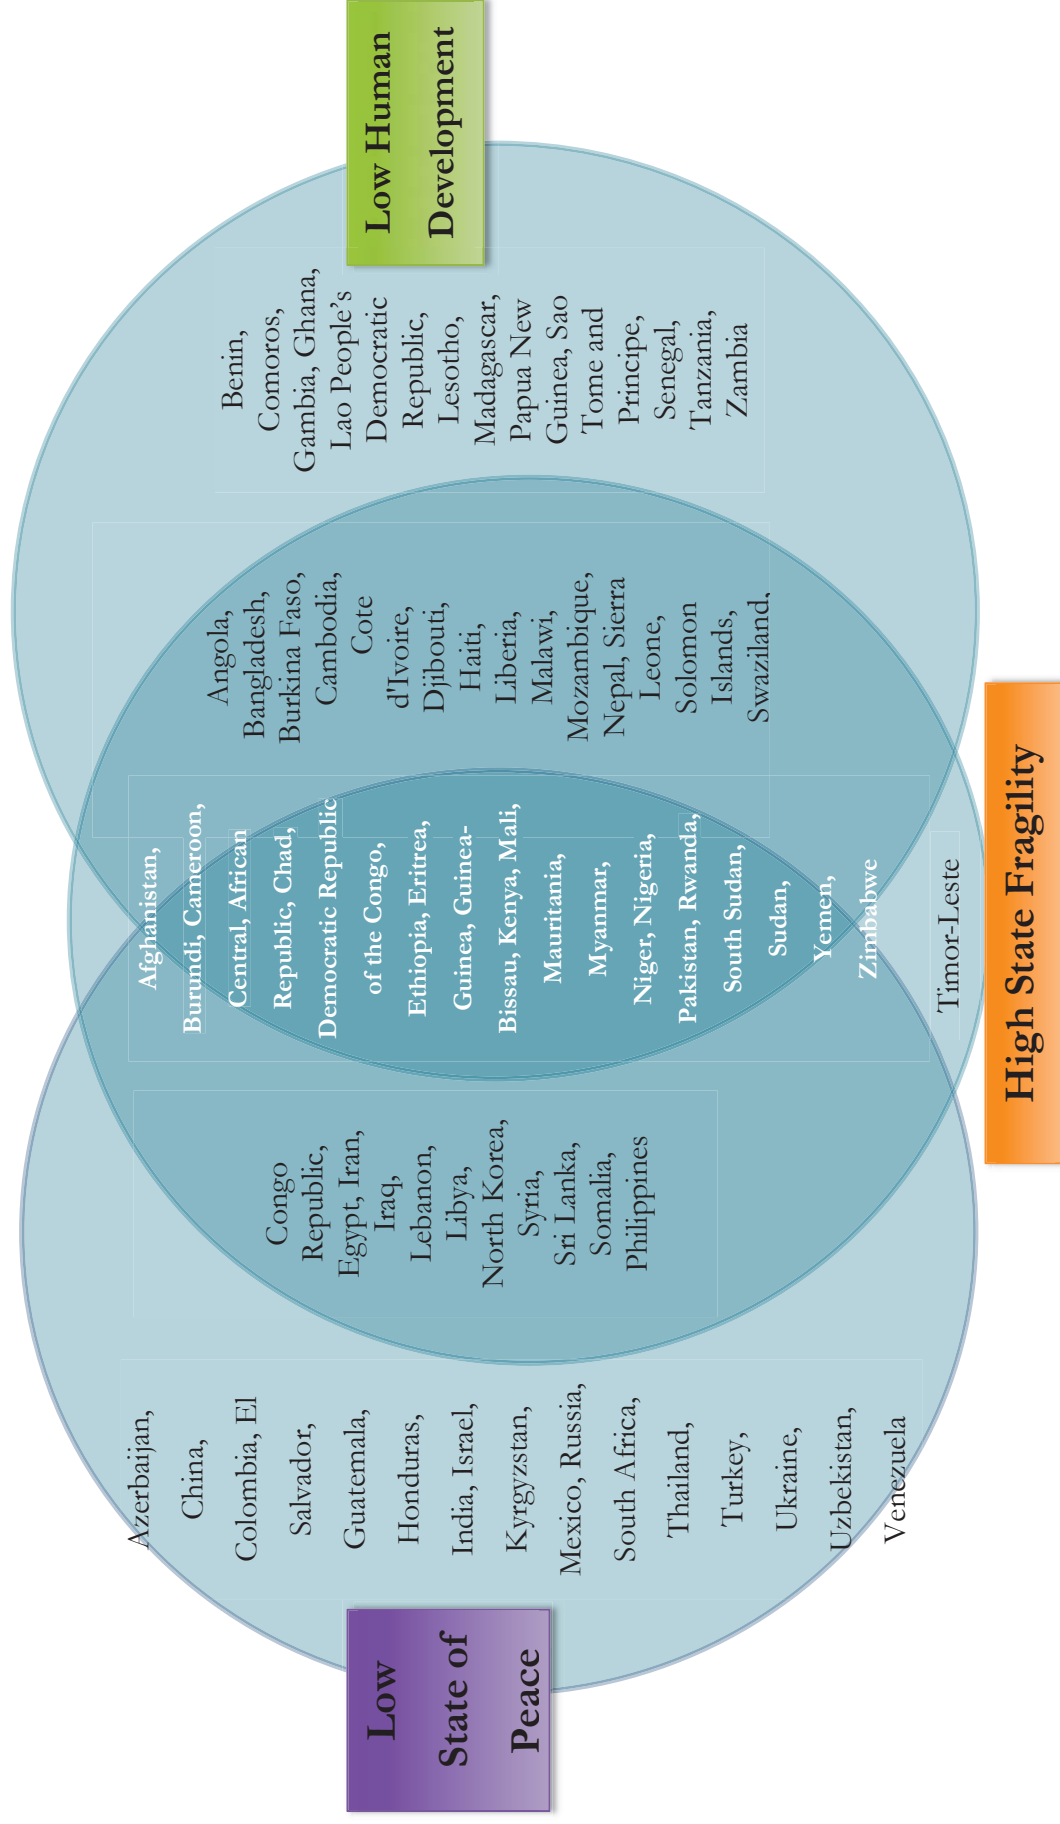 Low
State of
Peace
Azerbaijan,
China,
Colombia, El
Salvador,
Guatemala,
Honduras,
India, Israel,
Kyrgyzstan,
Mexico, Russia,
South Africa,
Thailand,
Turkey,
Ukraine,
Uzbekistan,
Venezuela
Congo
Republic,
Egypt, Iran,
Iraq,
Lebanon,
Libya,
North Korea,
Syria,
Sri Lanka,
Somalia,
Philippines
Afghanistan,
Burundi, Cameroon,
Central, African
Republic, Chad,
Democratic Republic
of the Congo,
Ethiopia, Eritrea,
Guinea, Guinea-
Bissau, Kenya, Mali,
Mauritania,
Myanmar,
Niger, Nigeria,
Pakistan, Rwanda,
South Sudan,
Sudan,
Yemen,
Zimbabwe
Timor-Leste
High State Fragility
Angola,
Bangladesh,
Burkina Faso,
Cambodia,
Cote
d'Ivoire,
Djibouti,
Haiti,
Liberia,
Malawi,
Mozambique,
Nepal, Sierra
Leone,
Solomon
Islands,
Swaziland,
Benin,
Comoros,
Gambia, Ghana,
Lao People’s
Democratic
Republic,
Lesotho,
Madagascar,
Papua New
Guinea, Sao
Tome and
Principe,
Senegal,
Tanzania,
Zambia
Low Human
Development